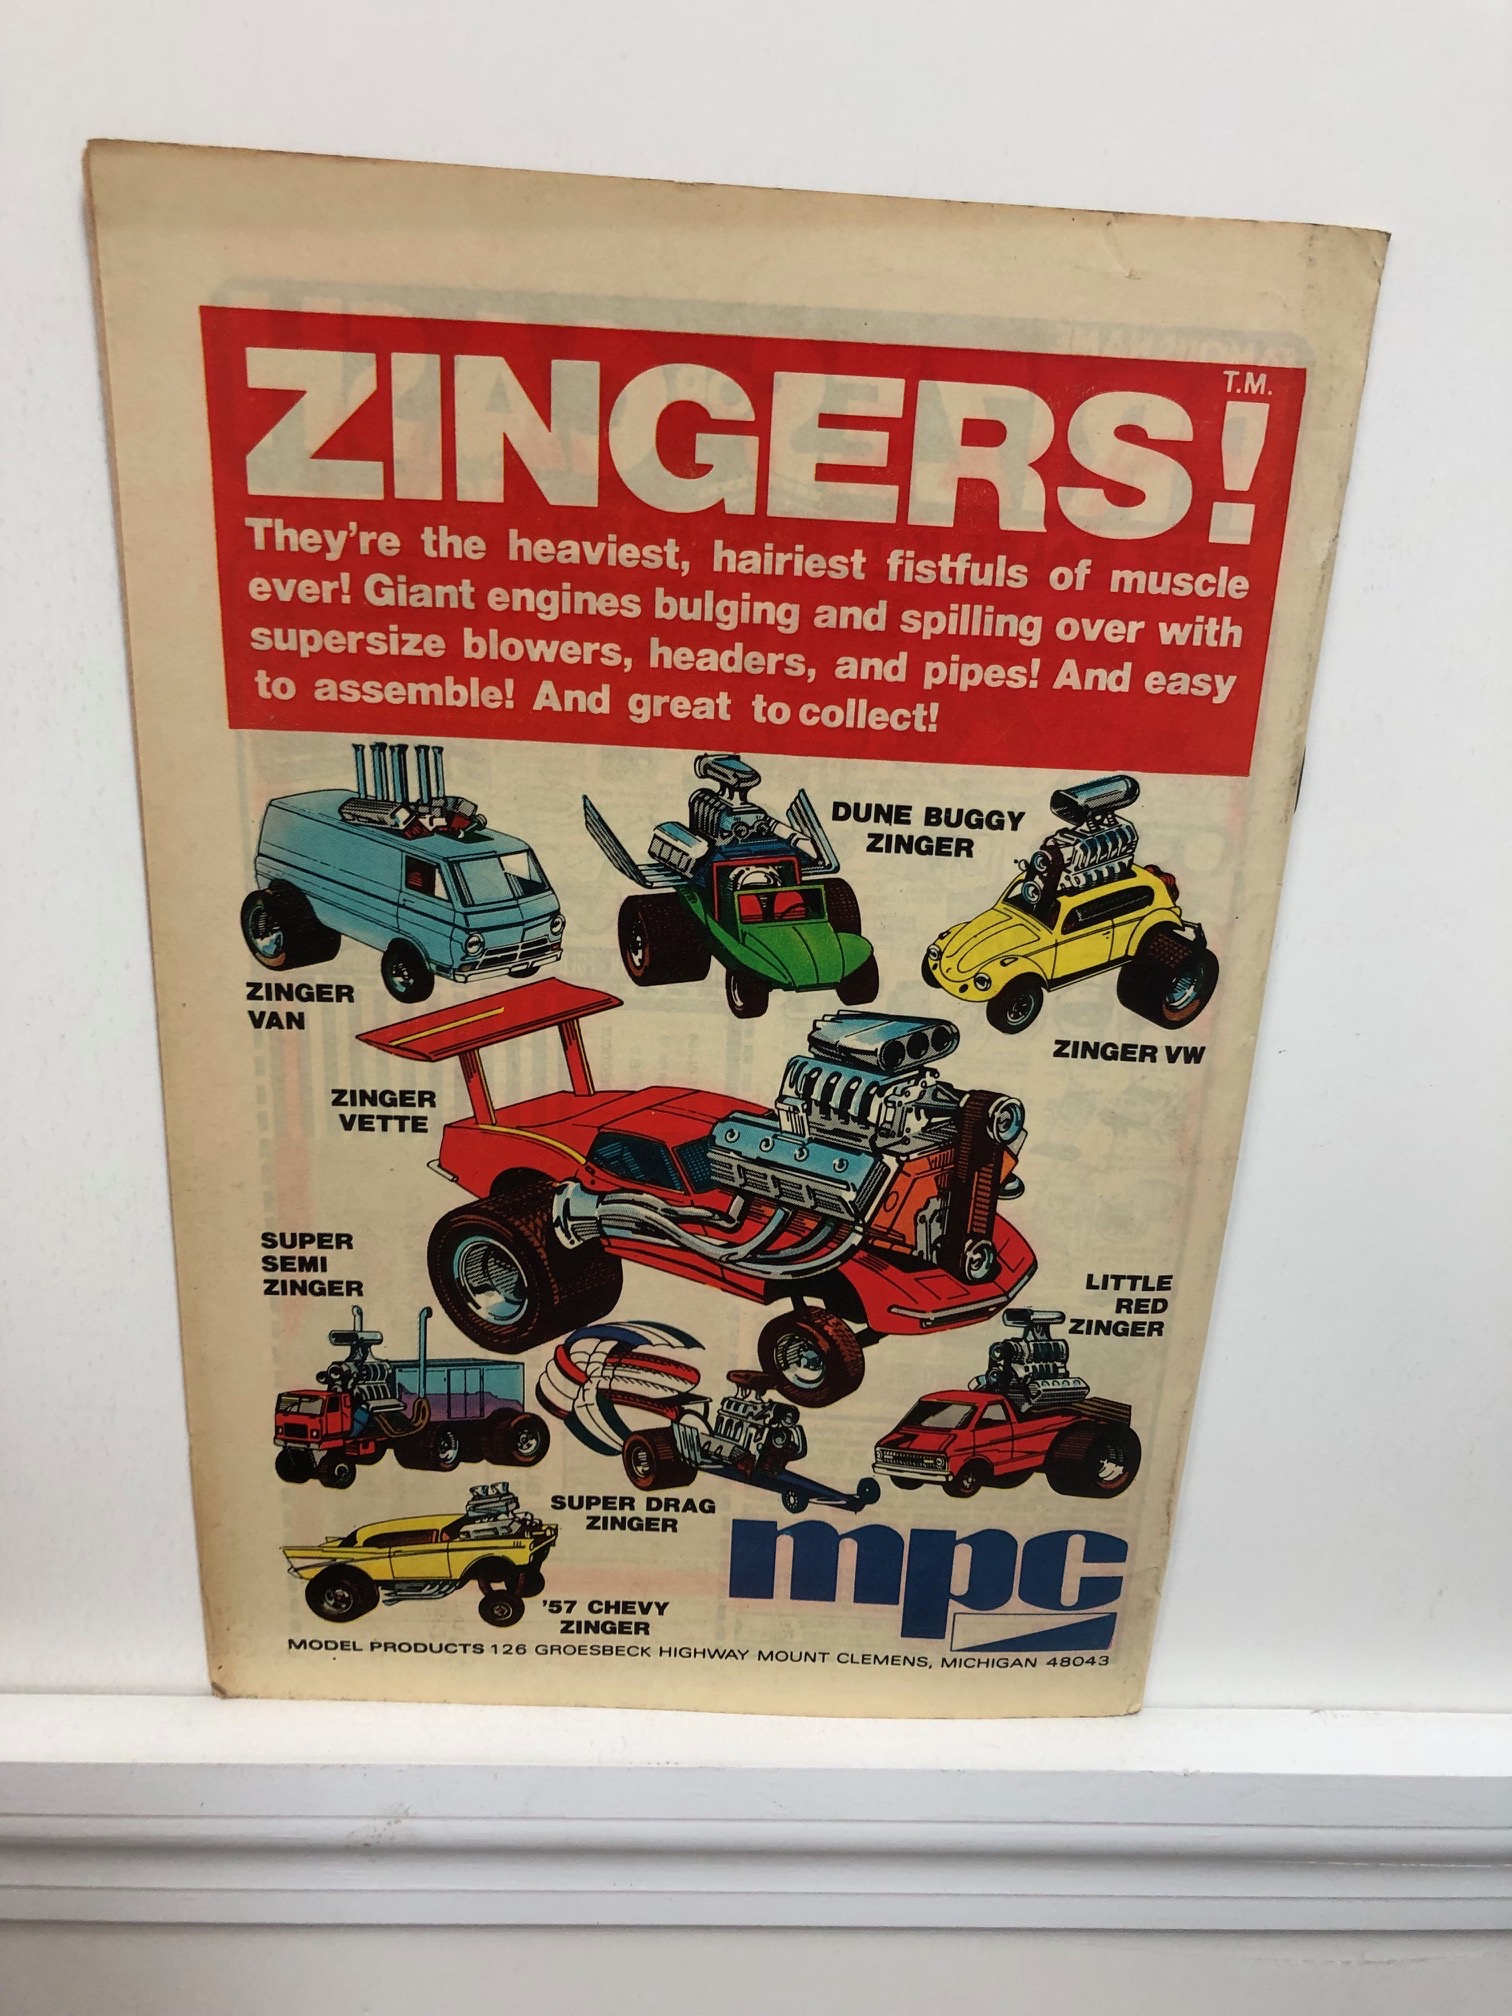 ZINGERS!
T.M.
They're the heaviest, hairiest fistfuls of muscle
ever! Giant engines bulging and spilling over with
supersize blowers, headers, and pipes! And easy
to assemble! And great to collect!
DUNE BUGGY
ZINGER
ZINGER
VAN
ZINGER VW
ZINGER
VETTE
SUPER
SEMI
ZINGER
LITTLE
RED
ZINGER
SUPER DRAG
ZINGER
mpc
'57 CHEVY
ZINGER
MODEL PRODUCTS 126 GROESBECK HIGHWAY MOUNT CLEMENS, MICHIGAN 48043